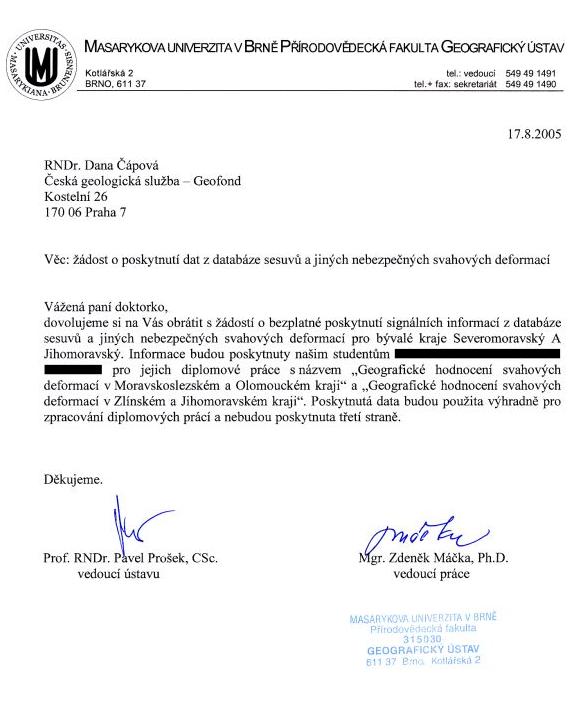 UNIVERSITAS MASARYKIANA BRUNENSIS
MU
MASARYKOVA UNIVERZITA V BRNĚ PŘÍRODOVĚDECKÁ FAKULTA GEOGRAFICKÝ ÚSTAV
Kotlářská 2
BRNO, 611 37
tel.: vedoucí 549 49 1491
tel.+ fax: sekretariát 549 49 1490
17.8.2005
RNDr. Dana Čápová
Česká geologická služba – Geofond
Kostelní 26
170 06 Praha 7
Věc: žádost o poskytnutí dat z databáze sesuvů a jiných nebezpečných svahových deformací
Vážená paní doktorko,
dovolujeme si na Vás obrátit s žádostí o bezplatné poskytnutí signálních informací z databáze
sesuvů a jiných nebezpečných svahových deformací pro bývalé kraje Severomoravský A
Jihomoravský. Informace budou poskytnuty našim studentům
pro jejich diplomové práce s názvem „Geografické hodnocení svahových
deformací v Moravskoslezském a Olomouckém kraji“ a „Geografické hodnocení svahových
deformací v Zlínském a Jihomoravském kraji“. Poskytnutá data budou použita výhradně pro
zpracování diplomových prácí a nebudou poskytnuta třetí straně.
Děkujeme.
Prof. RNDr. Pavel Prošek, CSc.
vedoucí ústavu
Mgr. Zdeněk Máčka, Ph.D.
vedoucí práce
MASARYKOVA UNIVERZITA V BRNĚ
Přírodovědecká fakulta
315030
GEOGRAFICKÝ ÚSTAV
611 37 Brno, Kotlářská 2